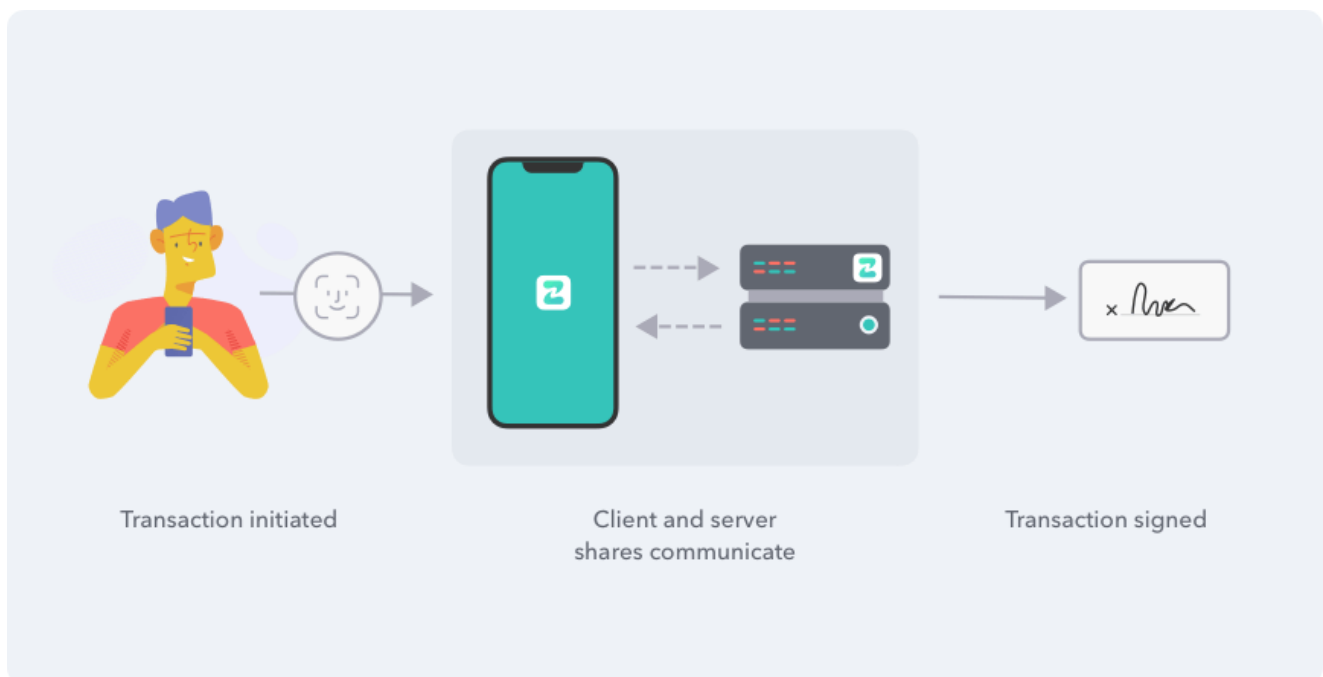 Transaction initiated
Client and server
shares communicate
Transaction signed